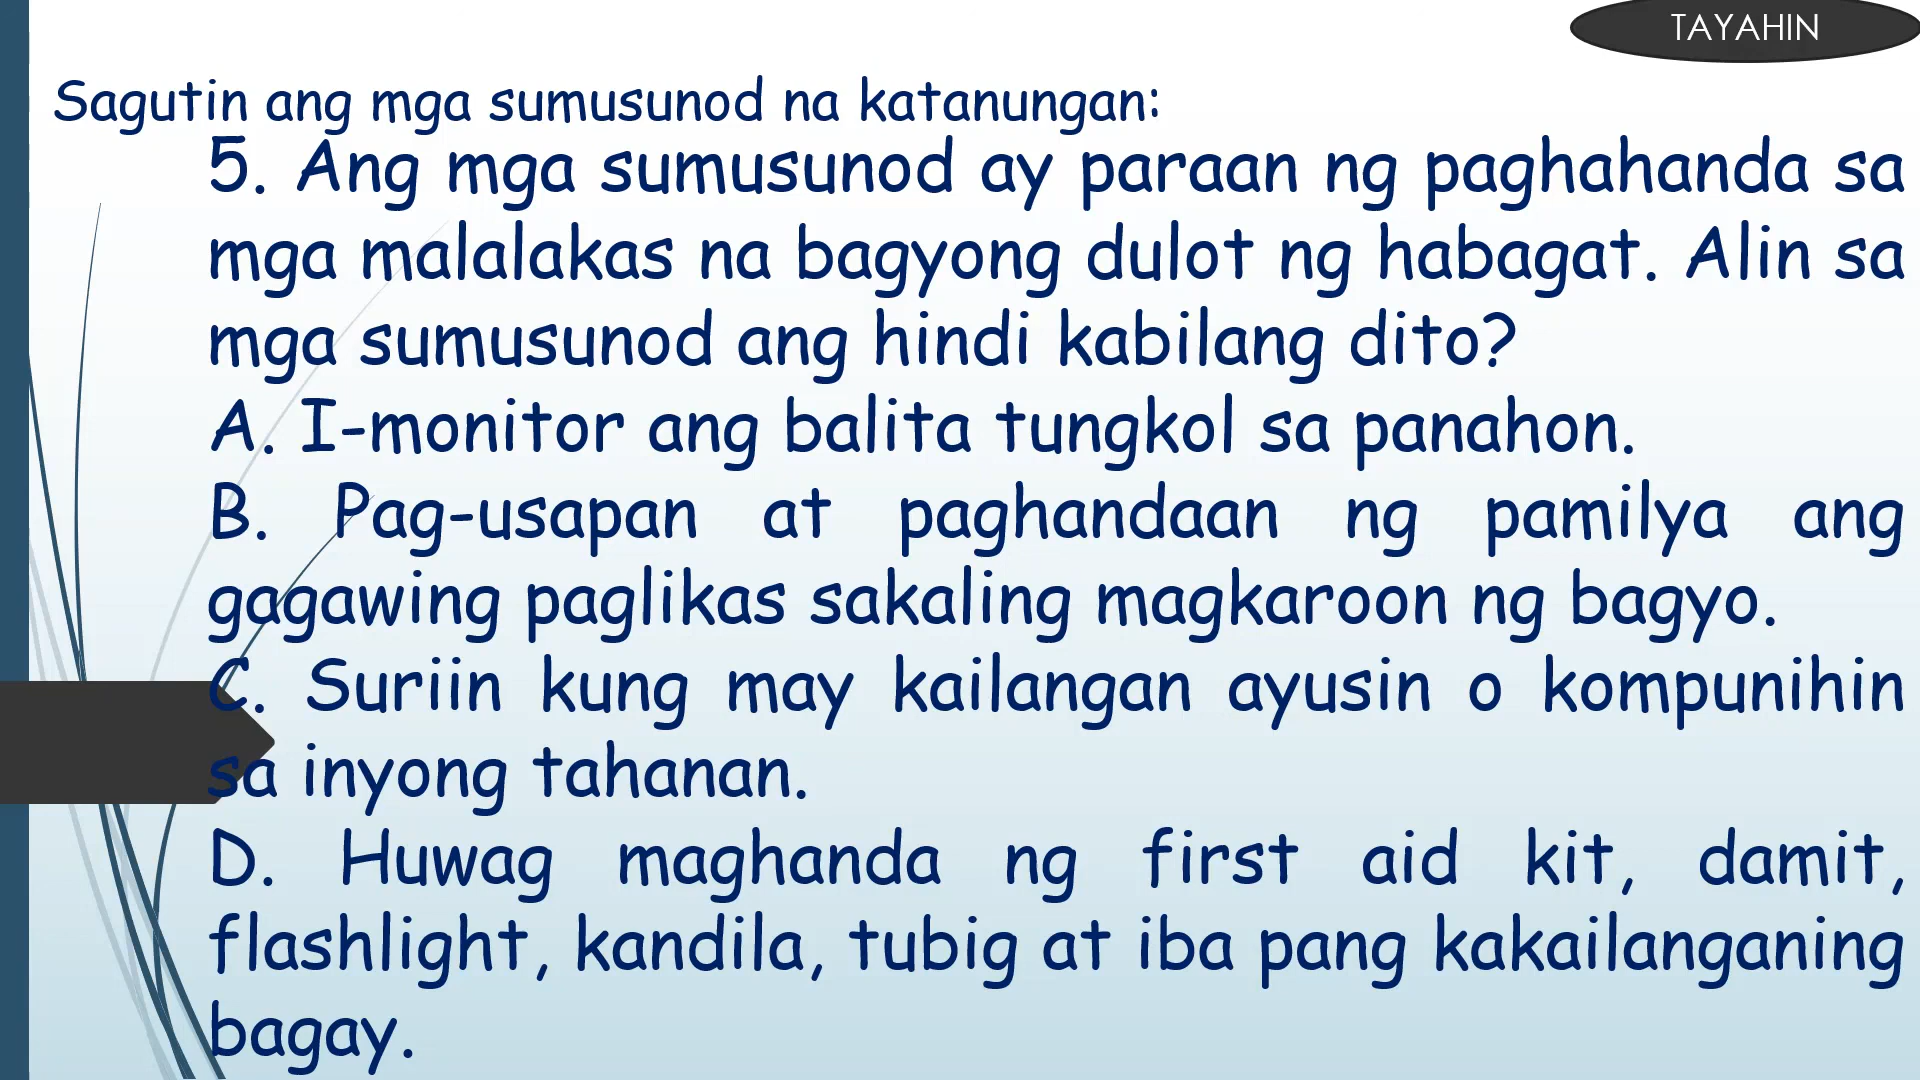 TAYAHIN
Sagutin ang mga sumusunod na katanungan:
5. Ang mga sumusunod ay paraan ng paghahanda sa
mga malalakas na bagyong dulot ng habagat. Alin sa
mga sumusunod ang hindi kabilang dito?
A. I-monitor ang balita tungkol sa panahon.
B. Pag-usapan at paghandaan ng pamilya ang
gagawing paglikas sakaling magkaroon ng bagyo.
C. Suriin kung may kailangan ayusin o kompunihin
sa inyong tahanan.
D. Huwag maghanda ng first aid kit, damit,
flashlight, kandila, tubig at iba pang kakailanganing
bagay.